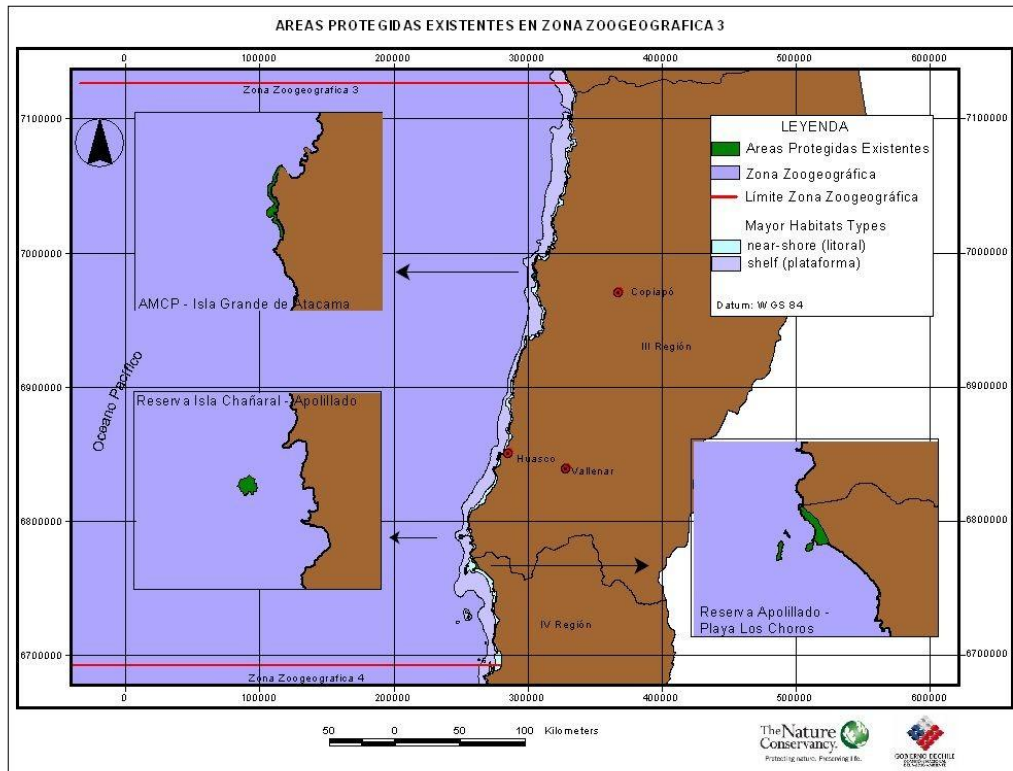 AREAS PROTEGIDAS EXISTENTES EN ZONA ZOOGEOGRAFICA 3
0 100000 200000 300000 400000 500000 600000
Zona Zoogeografica 3
7100000 7100000
LEYENDA
Areas Protegidas Existentes
Zona Zoogeográfica
Límite Zona Zoogeográfica
Mayor Habitats Types
near-shore (litoral)
shelf (plataforma)
Datum: WGS 84
7000000 7000000
AMCP - Isla Grande de Atacama
Copiapó
III Región
Oceano Pacífico
6900000 6900000
Reserva Isla Chañaral - Apolillado
Huasco
Vallenar
6800000 6800000
Reserva Apolillado -
Playa Los Choros
IV Región
6700000 6700000
Zona Zoogeografica 4
0 100000 200000 300000 400000 500000 600000
50 0 50 100 Kilometers
The Nature
Conservancy.
Protecting nature. Preserving life.
GOBIERNO DE CHILE